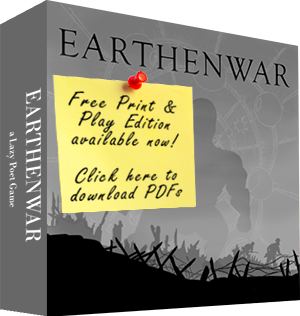 EARTHENWAR
Free Print &
Play Edition
available now!
Click here to
download PDFs
EARTHENWAR
a Lazy Poet Game